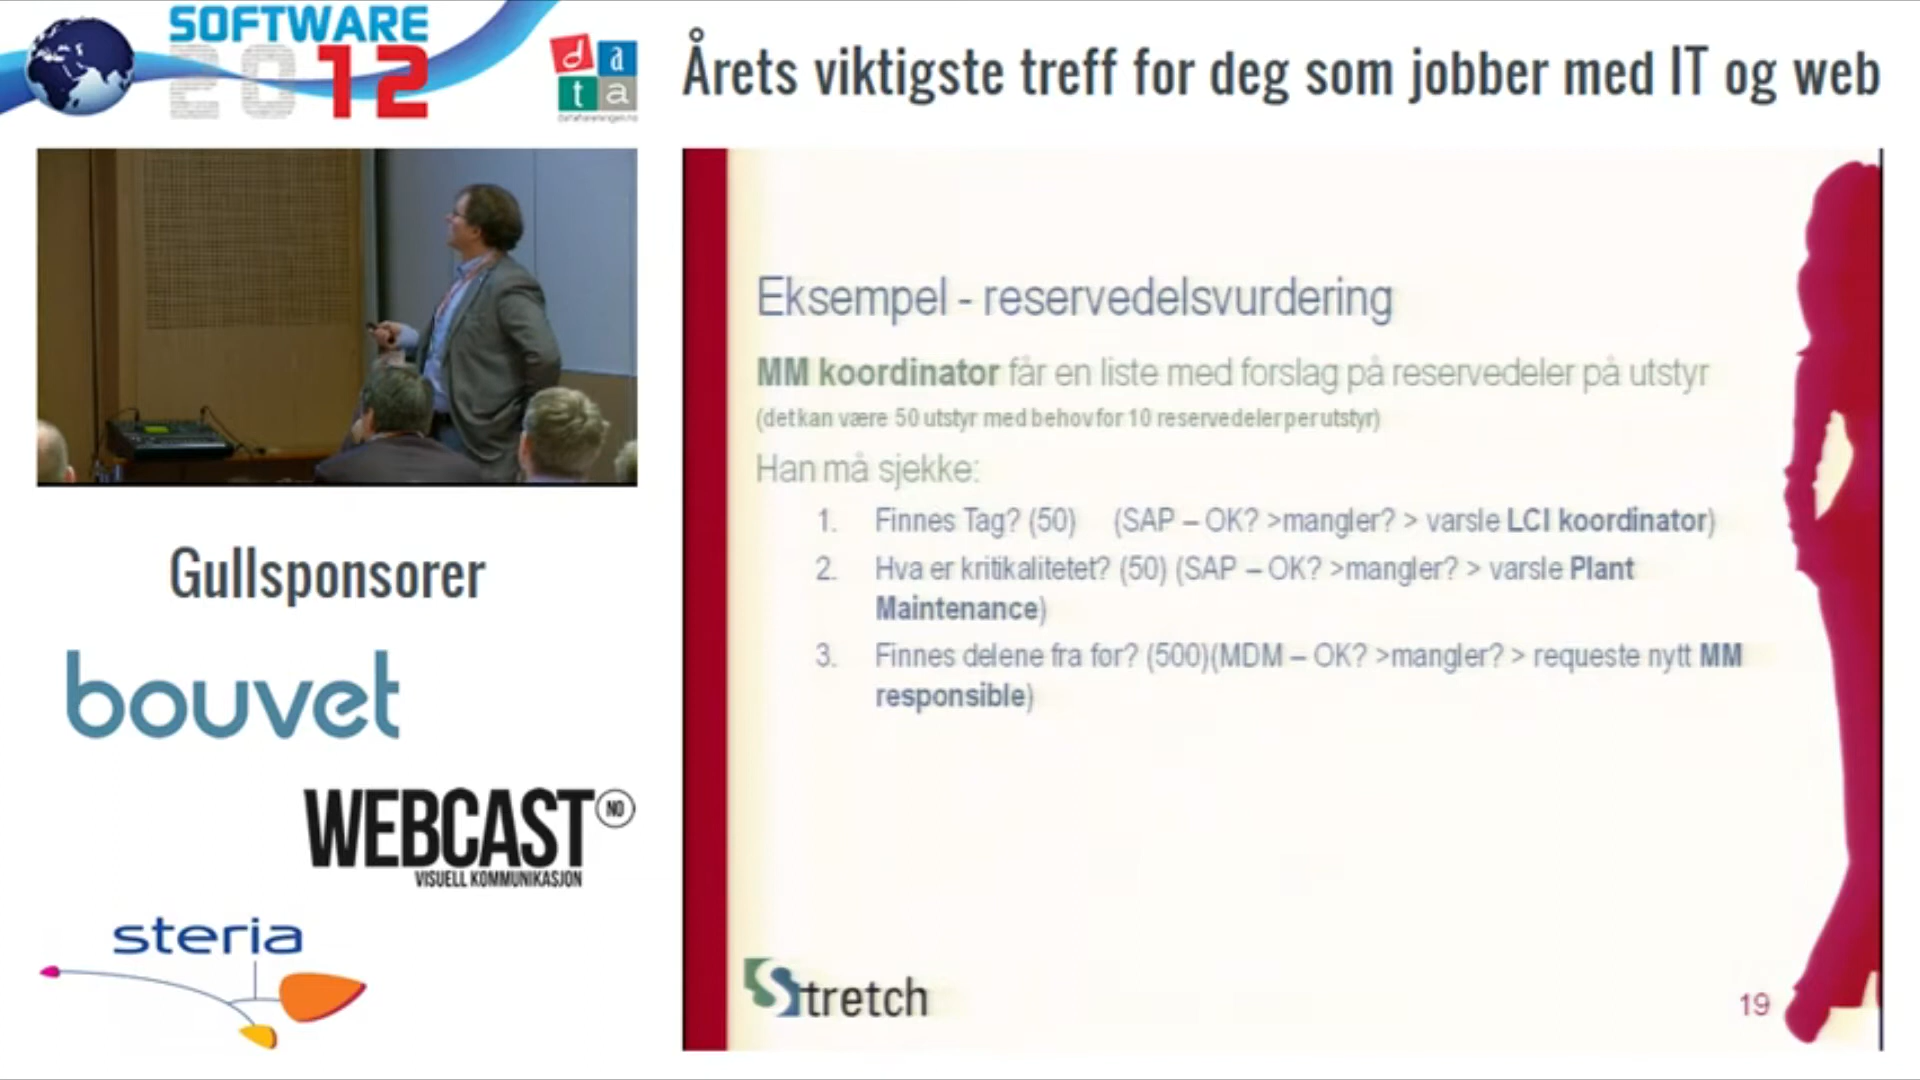 SOFTWARE
2012
data
Årets viktigste treff for deg som jobber med IT og web
Eksempel - reservedelsvurdering
MM koordinator får en liste med forslag på reservedeler på utstyr
(det kan være 50 utstyr med behov for 10 reservedeler per utstyr)
Han må sjekke:
1. Finnes Tag? (50) (SAP – OK? >mangler? > varsle LCI koordinator)
2. Hva er kritikalitetet? (50) (SAP – OK? >mangler? > varsle Plant
Maintenance)
3. Finnes delene fra før? (500)(MDM – OK? >mangler? > requeste nytt MM
responsible)
Stretch
19
Gullsponsorer
bouvet
WEBCAST NO
VISUELL KOMMUNIKASJON
steria